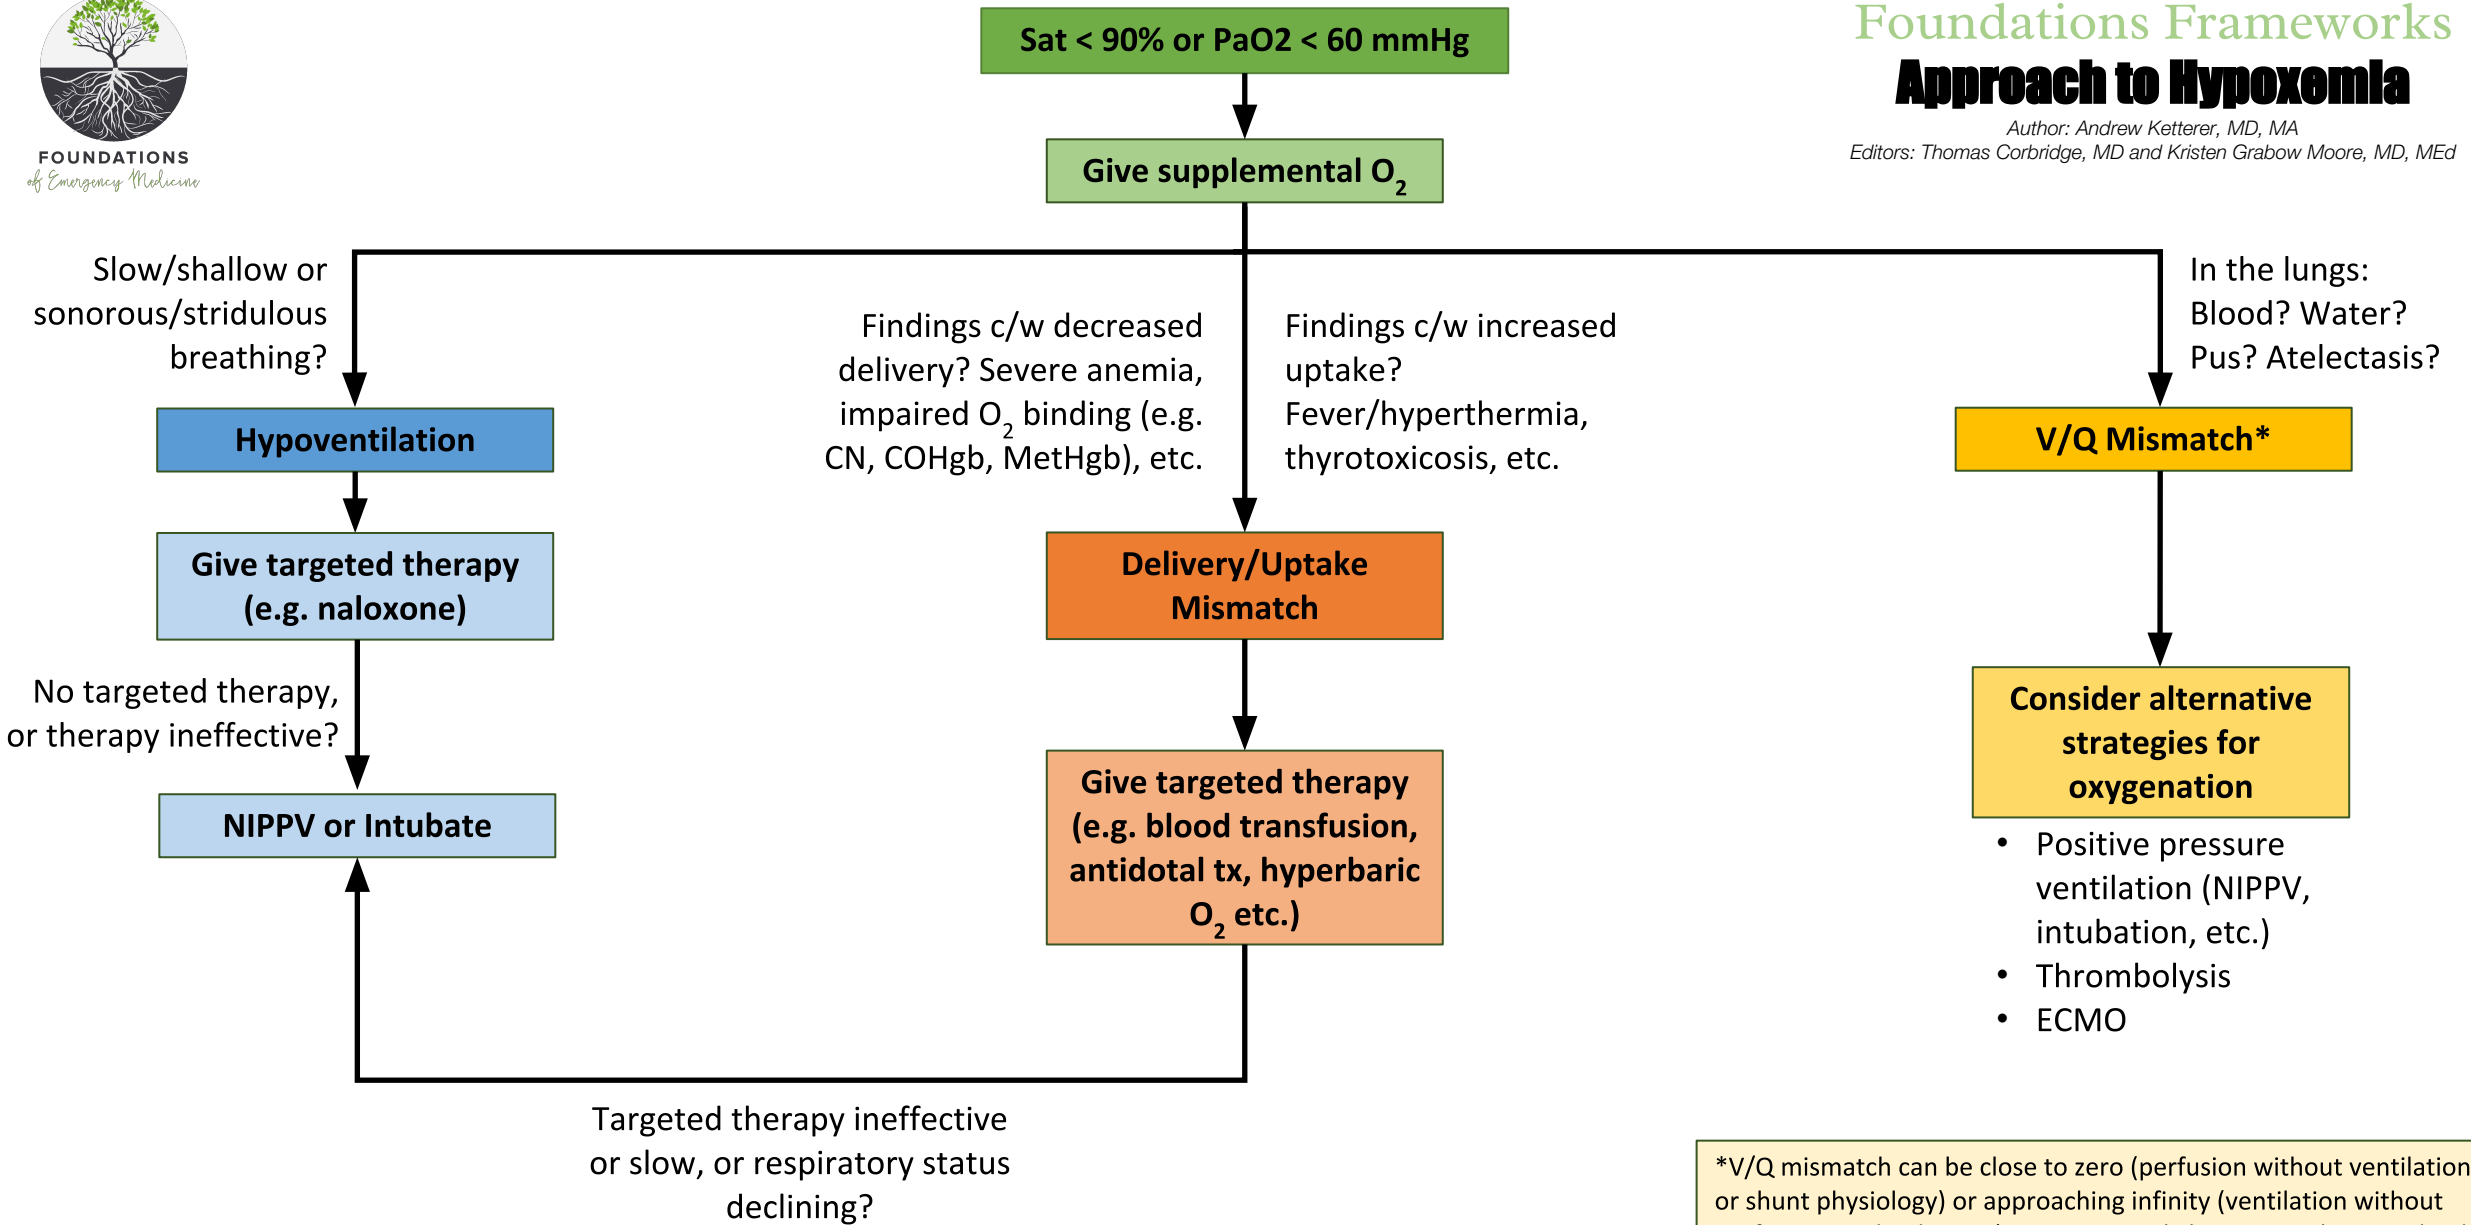 FOUNDATIONS
of Emergency Medicine
Sat < 90% or PaO2 < 60 mmHg
Foundations Frameworks
Approach to Hypoxemia
Author: Andrew Ketterer, MD, MA
Editors: Thomas Corbridge, MD and Kristen Grabow Moore, MD, MEd
Give supplemental O2
Slow/shallow or
sonorous/stridulous
breathing?
Findings c/w decreased
delivery? Severe anemia,
impaired O2 binding (e.g.
CN, COHgb, MetHgb), etc.
Findings c/w increased
uptake?
Fever/hyperthermia,
thyrotoxicosis, etc.
In the lungs:
Blood? Water?
Pus? Atelectasis?
Hypoventilation
V/Q Mismatch*
Give targeted therapy
(e.g. naloxone)
Delivery/Uptake
Mismatch
No targeted therapy,
or therapy ineffective?
Consider alternative
strategies for
oxygenation
NIPPV or Intubate
Give targeted therapy
(e.g. blood transfusion,
antidotal tx, hyperbaric
O2 etc.)
• Positive pressure
ventilation (NIPPV,
intubation, etc.)
• Thrombolysis
• ECMO
Targeted therapy ineffective
or slow, or respiratory status
declining?
*V/Q mismatch can be close to zero (perfusion without ventilation
or shunt physiology) or approaching infinity (ventilation without